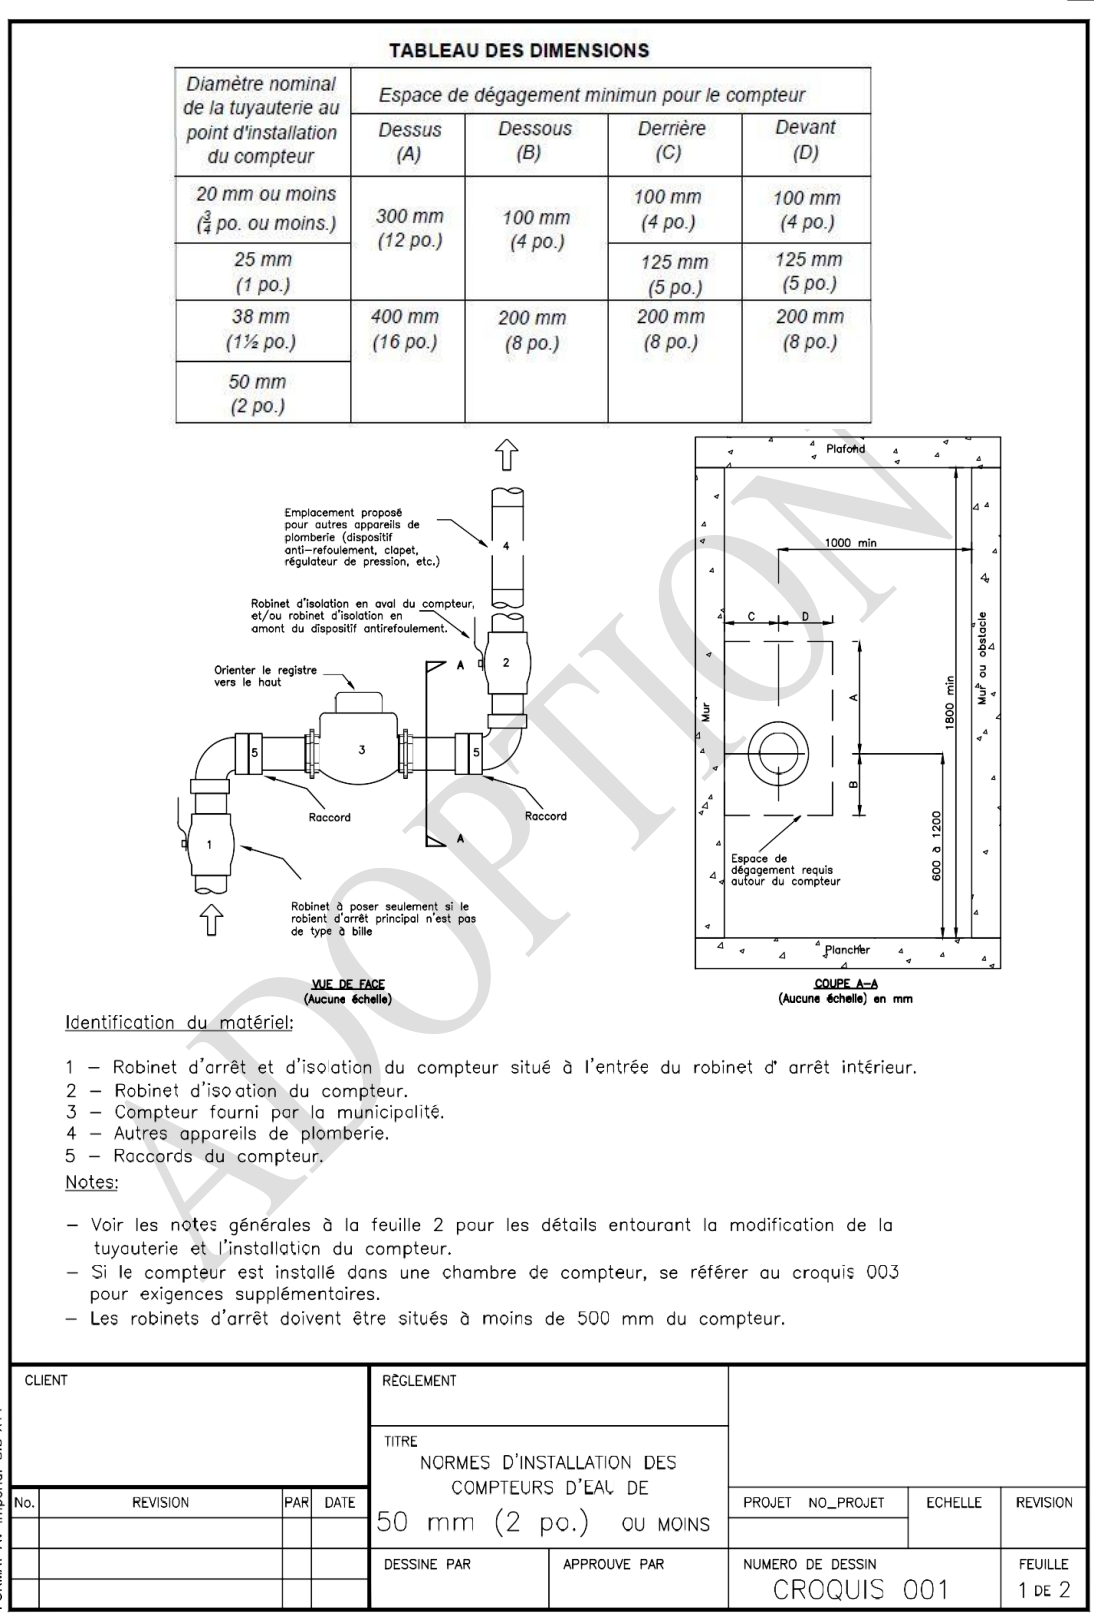 TABLEAU DES DIMENSIONS
Diamètre nominal
de la tuyauterie au
point d'installation
du compteur
Espace de dégagement minimun pour le compteur
Dessus
(A)
Dessous
(B)
Derrière
(C)
Devant
(D)
20 mm ou moins
(¾ po. ou moins.)
300 mm
(12 po.)
100 mm
(4 po.)
100 mm
(4 po.)
100 mm
(4 po.)
25 mm
(1 po.)
125 mm
(5 po.)
125 mm
(5 po.)
38 mm
(1½ po.)
400 mm
(16 po.)
200 mm
(8 po.)
200 mm
(8 po.)
200 mm
(8 po.)
50 mm
(2 po.)
ADOPTION
Emplacement proposé
pour autres appareils de
plomberie (dispositif
anti-refoulement, clapet,
régulateur de pression, etc.)
4
Robinet d'isolation en aval du compteur,
et/ou robinet d'isolation en
amont du dispositif antirefoulement.
Orienter le registre
vers le haut
A
2
5
3
5
Raccord
Raccord
A
1
Robinet à poser seulement si le
robient d'arrêt principal n'est pas
de type à bille
VUE DE FACE
(Aucune échelle)
Plafond
1000 min
C
D
Mur
A
B
1800 min
Mur ou obstacle
600 à 1200
Espace de
dégagement requis
autour du compteur
Plancher
COUPE A-A
(Aucune échelle) en mm
Identification du matériel:
1 – Robinet d'arrêt et d'isolation du compteur situé à l'entrée du robinet d' arrêt intérieur.
2 – Robinet d'isolation du compteur.
3 – Compteur fourni par la municipalité.
4 – Autres appareils de plomberie.
5 – Raccords du compteur.
Notes:
– Voir les notes générales à la feuille 2 pour les détails entourant la modification de la
tuyauterie et l'installation du compteur.
– Si le compteur est installé dans une chambre de compteur, se référer au croquis 003
pour exigences supplémentaires.
– Les robinets d'arrêt doivent être situés à moins de 500 mm du compteur.
CLIENT
RÈGLEMENT
TITRE
NORMES D'INSTALLATION DES
COMPTEURS D'EAU DE
50 mm (2 po.) OU MOINS
No.
REVISION
PAR
DATE
PROJET NO_PROJET
ECHELLE
REVISION
DESSINE PAR
APPROUVE PAR
NUMERO DE DESSIN
CROQUIS 001
FEUILLE
1 DE 2